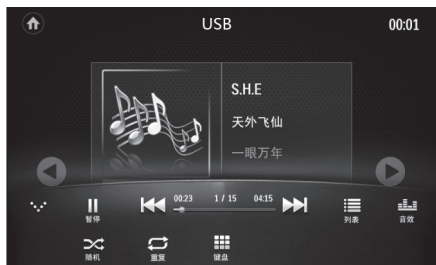 USB
00:01
S.H.E
天外飞仙
一眼万年
00:23 1 / 15 04:15
暂停
列表
音效
随机
重复
键盘